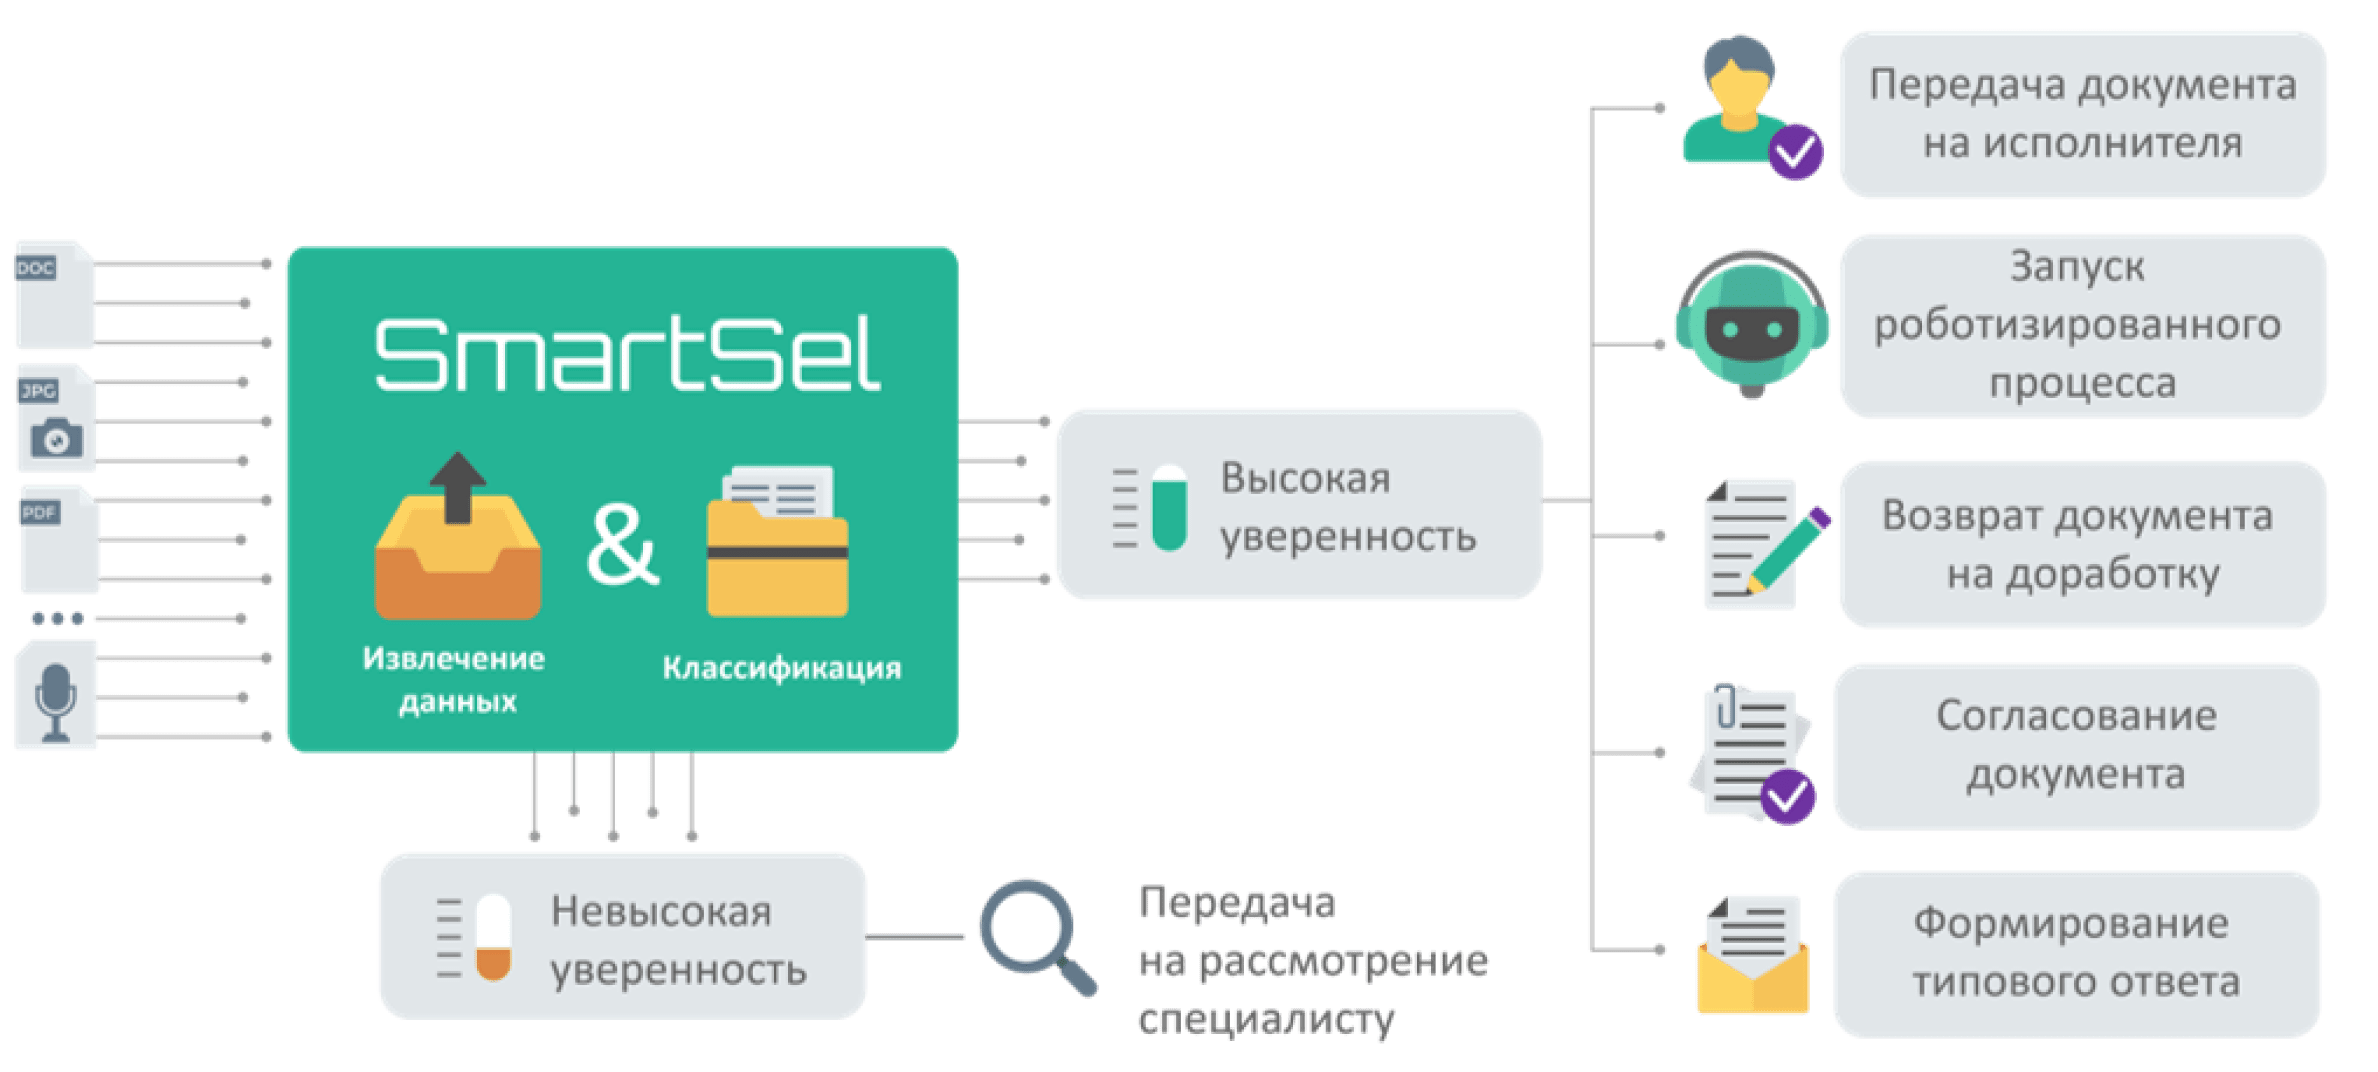 DOC
JPG
PDF
SmartSel
&
Извлечение
данных
Классификация
Высокая
уверенность
Невысокая
уверенность
Передача
на рассмотрение
специалисту
Передача документа
на исполнителя
Запуск
роботизированного
процесса
Возврат документа
на доработку
Согласование
документа
Формирование
типового ответа